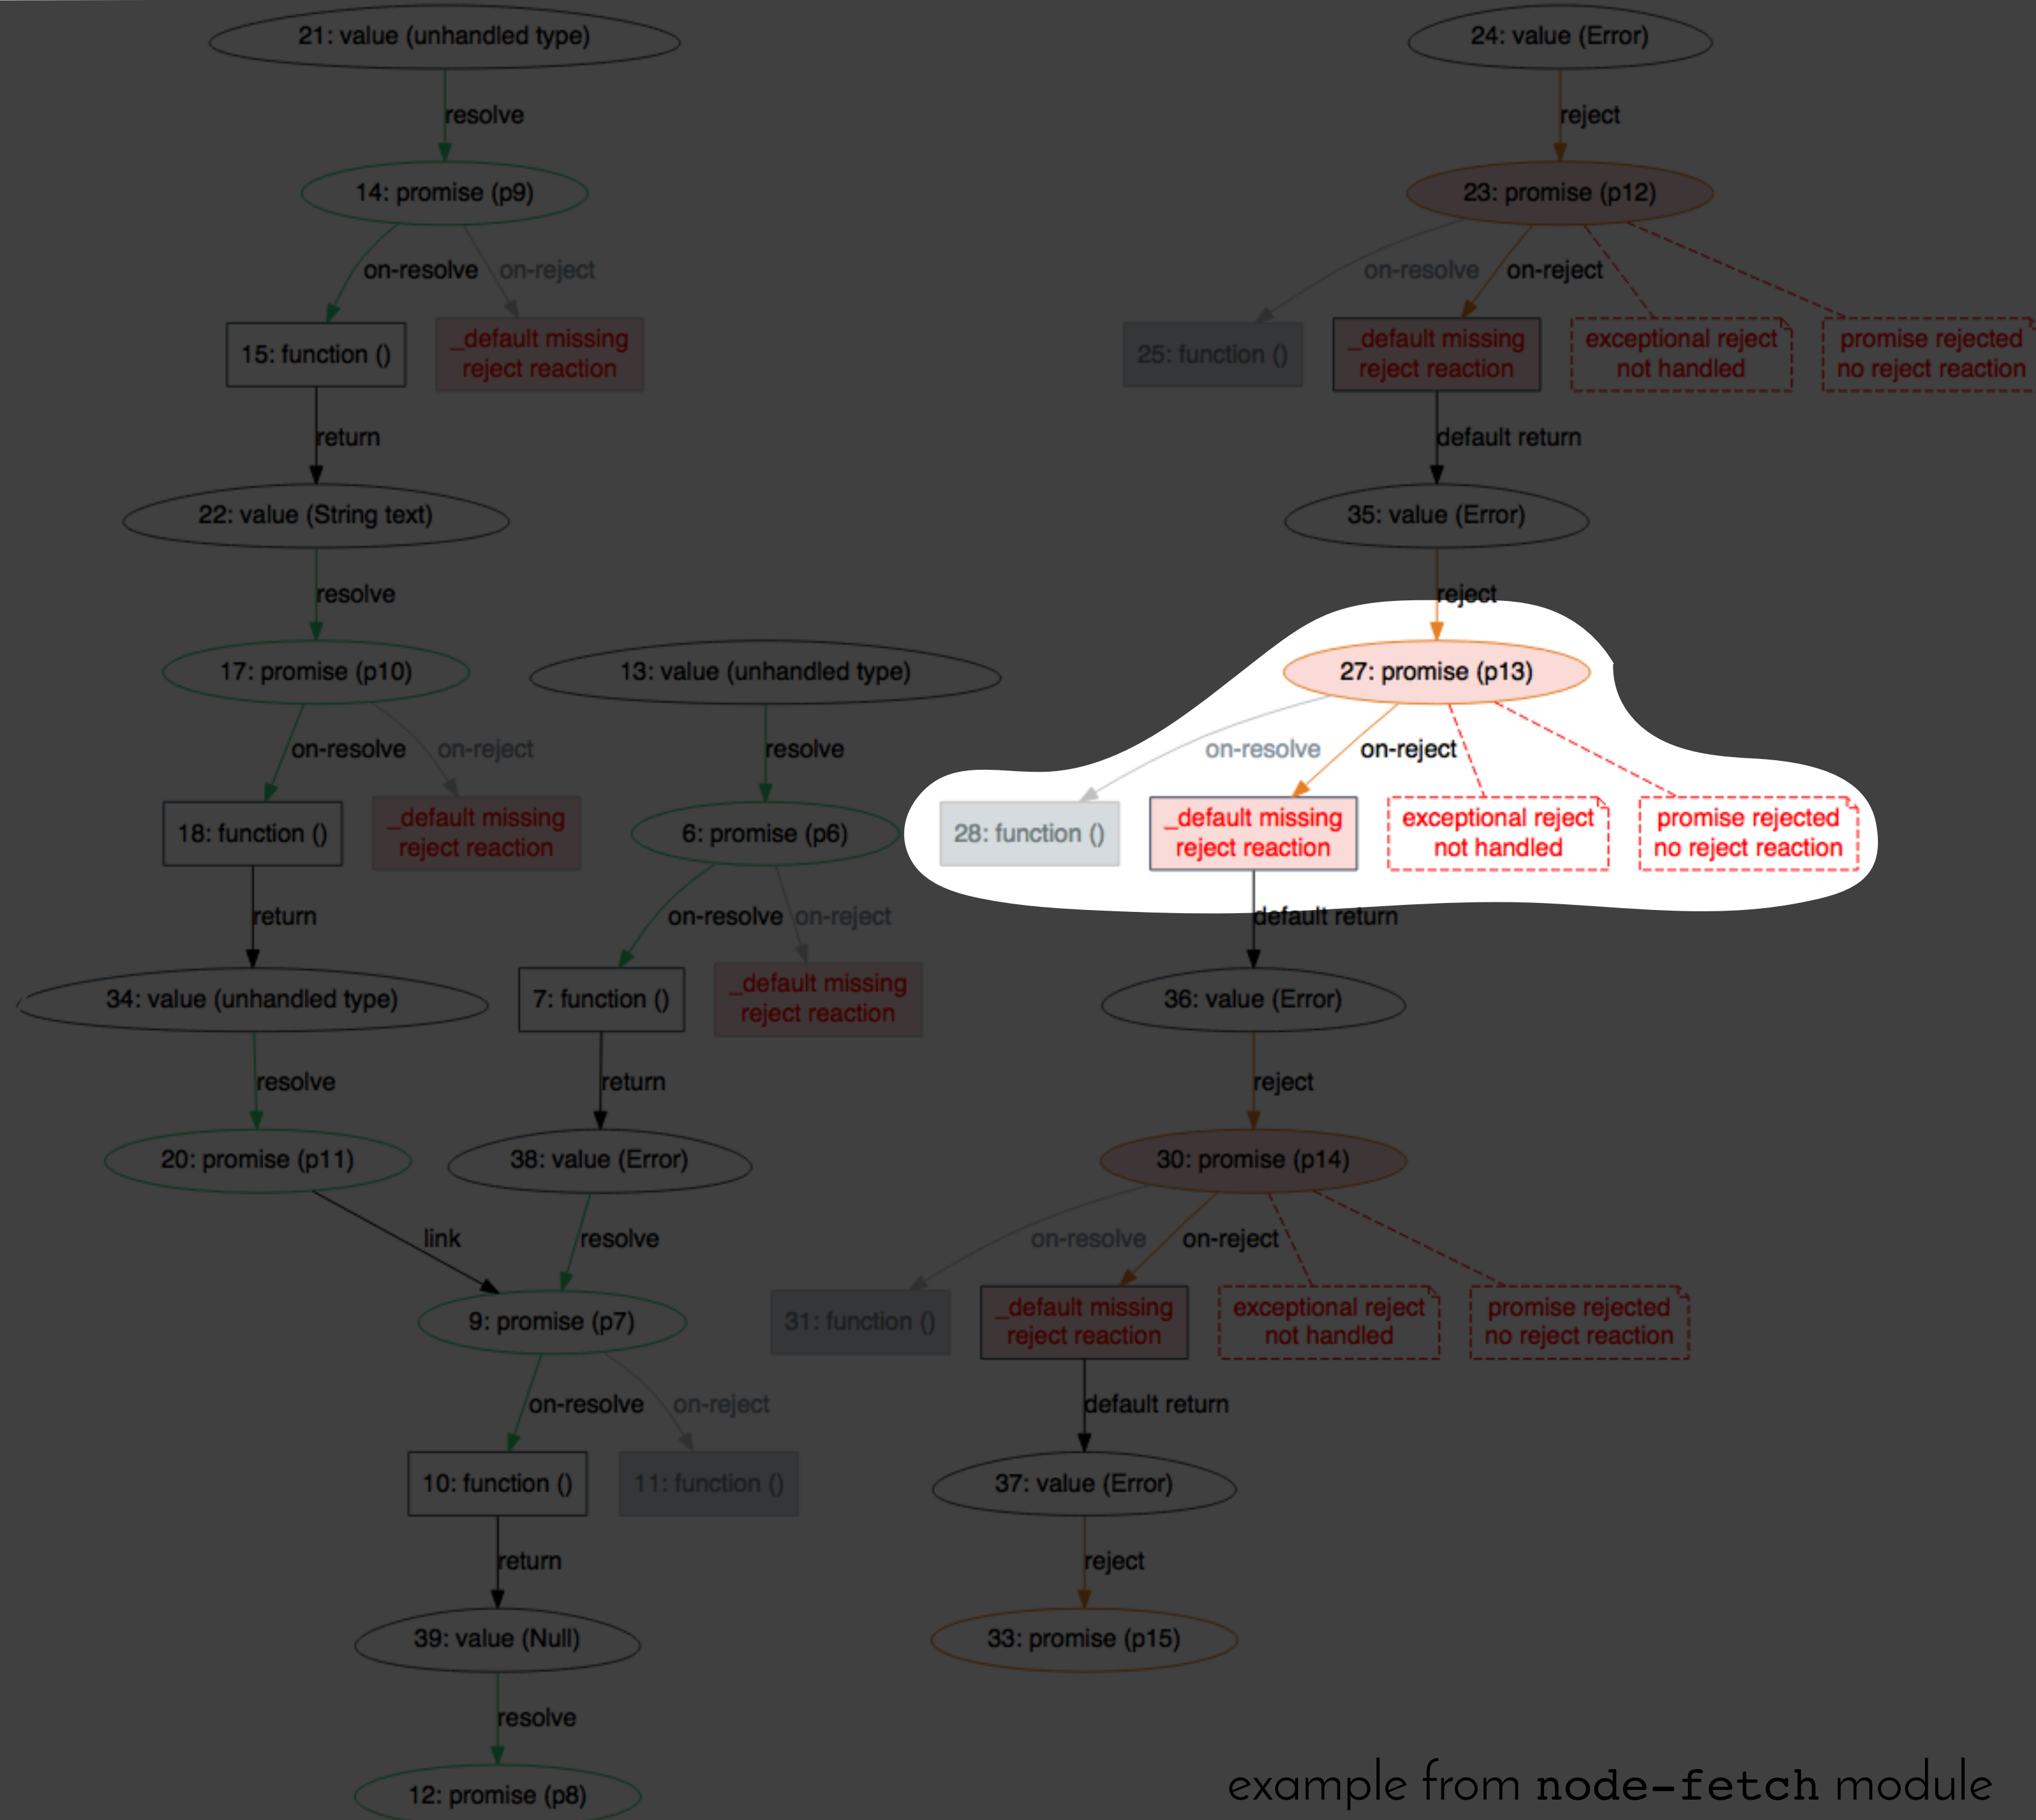 21: value (unhandled type)
24: value (Error)
resolve
reject
14: promise (p9)
23: promise (p12)
on-resolve
on-reject
on-resolve
on-reject
15: function ()
_default missing
reject reaction
25: function ()
_default missing
reject reaction
exceptional reject
not handled
promise rejected
no reject reaction
return
default return
22: value (String text)
35: value (Error)
resolve
reject
17: promise (p10)
13: value (unhandled type)
27: promise (p13)
on-resolve
on-reject
resolve
on-resolve
on-reject
18: function ()
_default missing
reject reaction
6: promise (p6)
28: function ()
_default missing
reject reaction
exceptional reject
not handled
promise rejected
no reject reaction
return
on-resolve
on-reject
default return
34: value (unhandled type)
7: function ()
_default missing
reject reaction
36: value (Error)
resolve
return
reject
20: promise (p11)
38: value (Error)
30: promise (p14)
link
resolve
on-resolve
on-reject
9: promise (p7)
31: function ()
_default missing
reject reaction
exceptional reject
not handled
promise rejected
no reject reaction
on-resolve
on-reject
default return
10: function ()
11: function ()
37: value (Error)
return
reject
39: value (Null)
33: promise (p15)
resolve
12: promise (p8)
example from node-fetch module